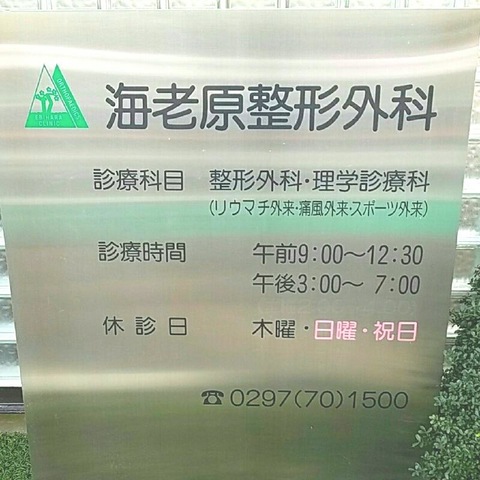 ORTHOPAEDICS
EBIHARA
CLINIC
海老原整形外科
診療科目 整形外科・理学診療科
(リウマチ外来・痛風外来・スポーツ外来)
診療時間 午前9:00～12:30
午後3:00～ 7:00
休診日 木曜・日曜・祝日
☎0297(70)1500